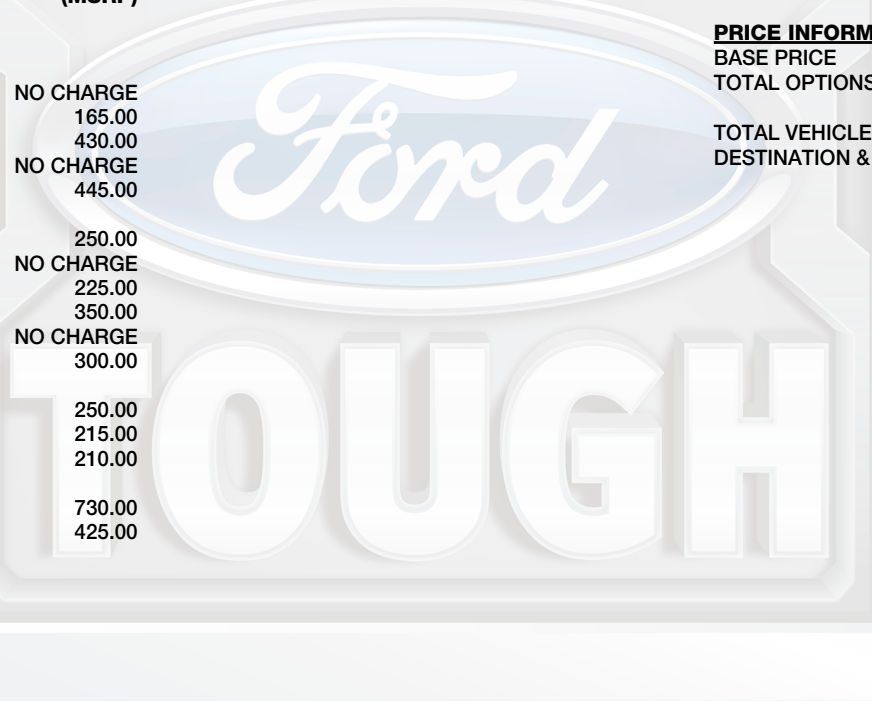 (MSRP)
NO CHARGE
165.00
430.00
NO CHARGE
445.00
250.00
NO CHARGE
225.00
350.00
NO CHARGE
300.00
250.00
215.00
210.00
730.00
425.00
PRICE INFORM
BASE PRICE
TOTAL OPTIONS
TOTAL VEHICLE
DESTINATION &
Ford
TOUGH